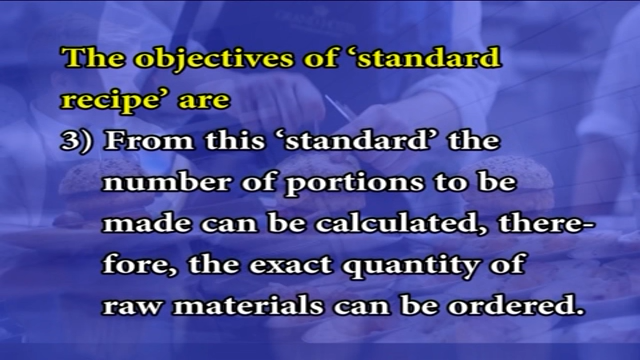 The objectives of ‘standard
recipe’ are
3) From this ‘standard’ the
number of portions to be
made can be calculated, there-
fore, the exact quantity of
raw materials can be ordered.